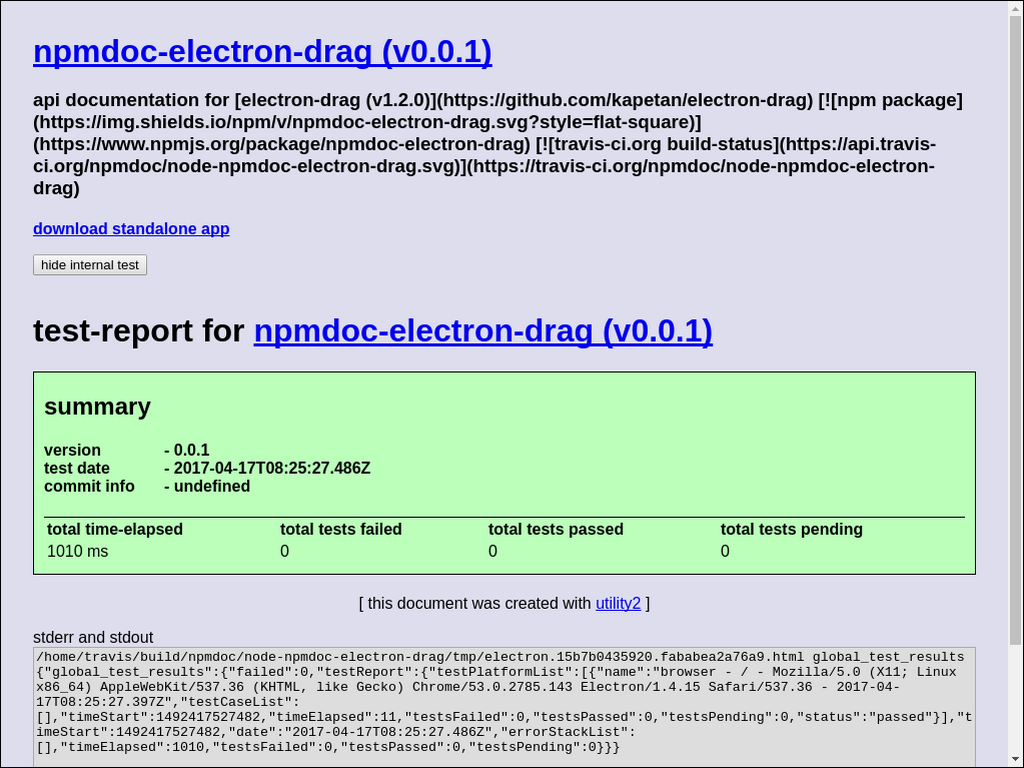 npmdoc-electron-drag (v0.0.1)
api documentation for [electron-drag (v1.2.0)](https://github.com/kapetan/electron-drag) [![npm package]
(https://img.shields.io/npm/v/npmdoc-electron-drag.svg?style=flat-square)]
(https://www.npmjs.org/package/npmdoc-electron-drag) [![travis-ci.org build-status](https://api.travis-
ci.org/npmdoc/node-npmdoc-electron-drag.svg)](https://travis-ci.org/npmdoc/node-npmdoc-electron-
drag)
download standalone app
hide internal test
test-report for npmdoc-electron-drag (v0.0.1)
summary
version - 0.0.1
test date - 2017-04-17T08:25:27.486Z
commit info - undefined
total time-elapsed total tests failed total tests passed total tests pending
1010 ms 0 0 0
[ this document was created with utility2 ]
stderr and stdout
/home/travis/build/npmdoc/node-npmdoc-electron-drag/tmp/electron.15b7b0435920.fababea2a76a9.html global_test_results
{"global_test_results":{"failed":0,"testReport":{"testPlatformList":[{"name":"browser - / - Mozilla/5.0 (X11; Linux
x86_64) AppleWebKit/537.36 (KHTML, like Gecko) Chrome/53.0.2785.143 Electron/1.4.15 Safari/537.36 - 2017-04-
17T08:25:27.397Z","testCaseList":
[],"timeStart":1492417527482,"timeElapsed":11,"testsFailed":0,"testsPassed":0,"testsPending":0,"status":"passed"}],"t
imeStart":1492417527482,"date":"2017-04-17T08:25:27.486Z","errorStackList":
[],"timeElapsed":1010,"testsFailed":0,"testsPassed":0,"testsPending":0}}}